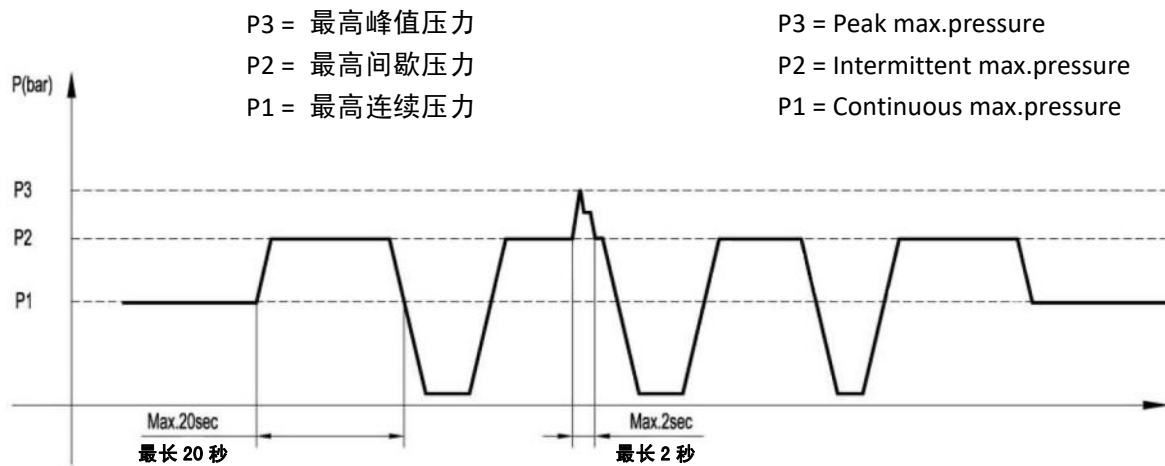 P3 = 最高峰值压力
P3 = Peak max.pressure
P2 = 最高间歇压力
P2 = Intermittent max.pressure
P1 = 最高连续压力
P1 = Continuous max.pressure
P(bar)
P3
P2
P1
Max.20sec
最长 20 秒
Max.2sec
最长 2 秒